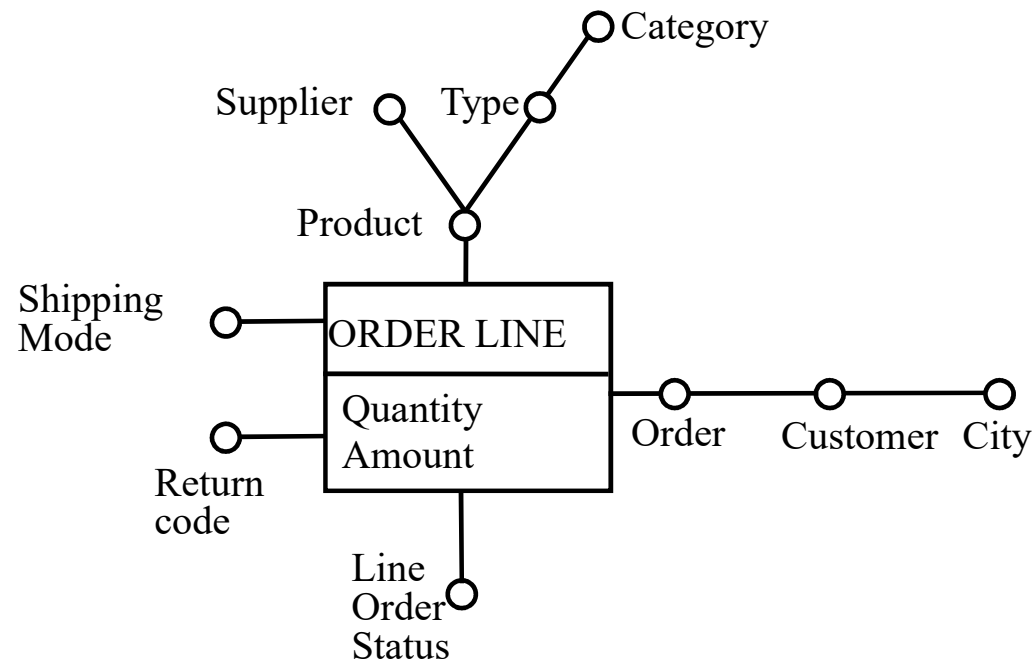 Category
Supplier
Type
Product
Shipping
Mode
ORDER LINE
Quantity
Amount
Order
Customer
City
Return
code
Line
Order
Status